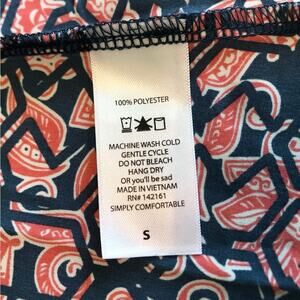 100% POLYESTER
MACHINE WASH COLD
GENTLE CYCLE
DO NOT BLEACH
HANG DRY
OR you'll be sad
MADE IN VIETNAM
RN# 142161
SIMPLY COMFORTABLE
S